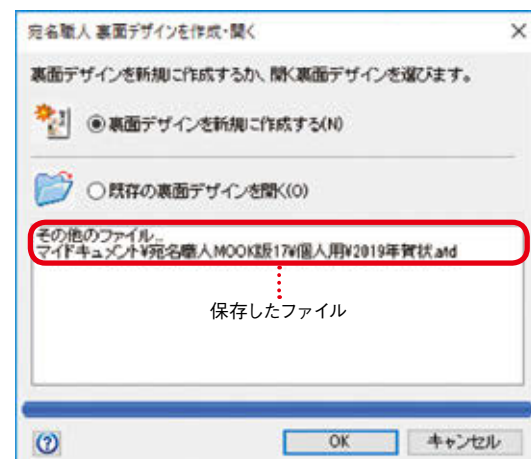 宛名職人 裏面デザインを作成・開く
裏面デザインを新規に作成するか、開く裏面デザインを選びます。
裏面デザインを新規に作成する(N)
既存の裏面デザインを開く(O)
その他のファイル...
マイドキュメント¥宛名職人MOOK版17¥個人用¥2019年賀状.atd
保存したファイル
OK
キャンセル